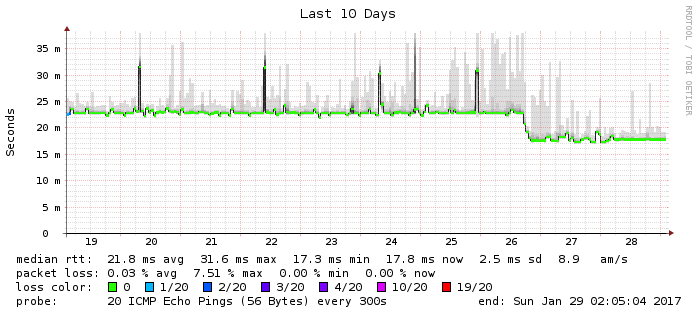 Last 10 Days
RRDTOOL / TOBI OETIKER
Seconds
35 m
30 m
25 m
20 m
15 m
10 m
5 m
0
19 20 21 22 23 24 25 26 27 28
median rtt: 21.8 ms avg 31.6 ms max 17.3 ms min 17.8 ms now 2.5 ms sd 8.9 am/s
packet loss: 0.03 % avg 7.51 % max 0.00 % min 0.00 % now
loss color: 0 1/20 2/20 3/20 4/20 10/20 19/20
probe: 20 ICMP Echo Pings (56 Bytes) every 300s end: Sun Jan 29 02:05:04 2017